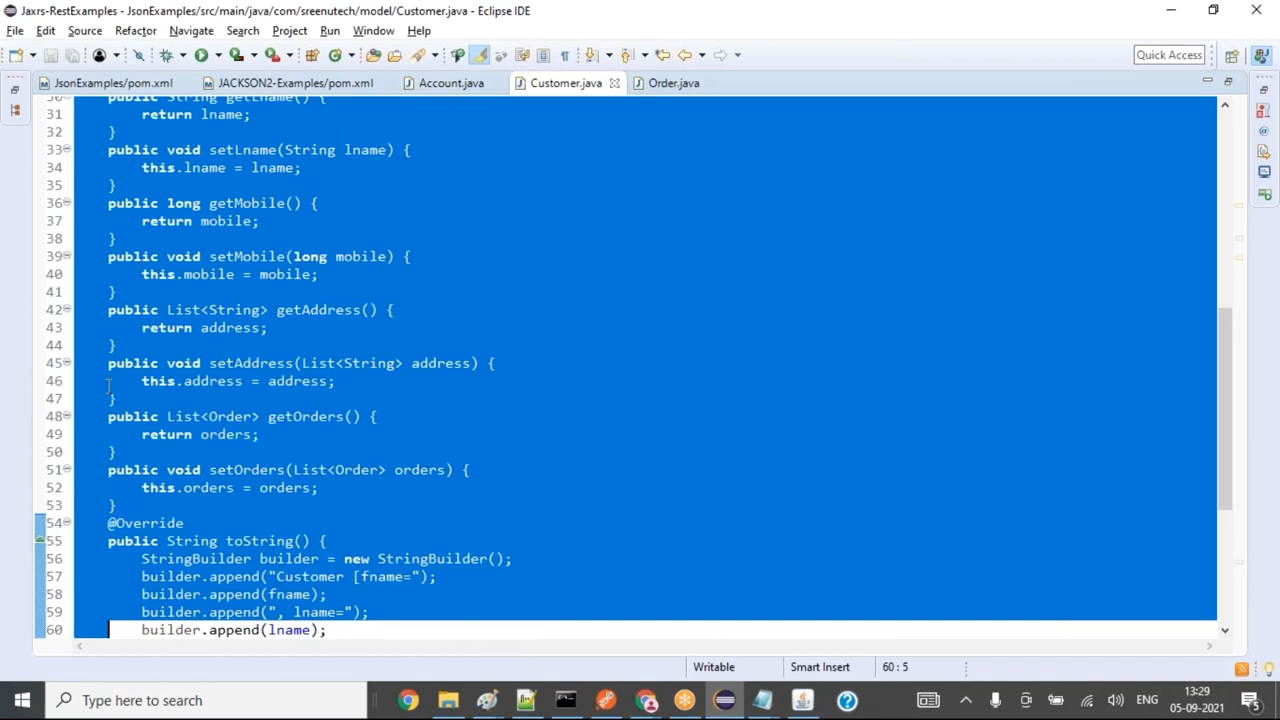 Jaxrs-RestExamples - JsonExamples/src/main/java/com/sreenutech/model/Customer.java - Eclipse IDE
File Edit Source Refactor Navigate Search Project Run Window Help
Quick Access
JsonExamples/pom.xml JACKSON2-Examples/pom.xml Account.java Customer.java Order.java
30 public String getLname() {
31 return lname;
32 }
33 public void setLname(String lname) {
34 this.lname = lname;
35 }
36 public long getMobile() {
37 return mobile;
38 }
39 public void setMobile(long mobile) {
40 this.mobile = mobile;
41 }
42 public List<String> getAddress() {
43 return address;
44 }
45 public void setAddress(List<String> address) {
46 this.address = address;
47 }
48 public List<Order> getOrders() {
49 return orders;
50 }
51 public void setOrders(List<Order> orders) {
52 this.orders = orders;
53 }
54 @Override
55 public String toString() {
56 StringBuilder builder = new StringBuilder();
57 builder.append("Customer [fname=");
58 builder.append(fname);
59 builder.append(", lname=");
60 builder.append(lname);
Writable Smart Insert 60 : 5
Type here to search
ENG
13:29
05-09-2021
5